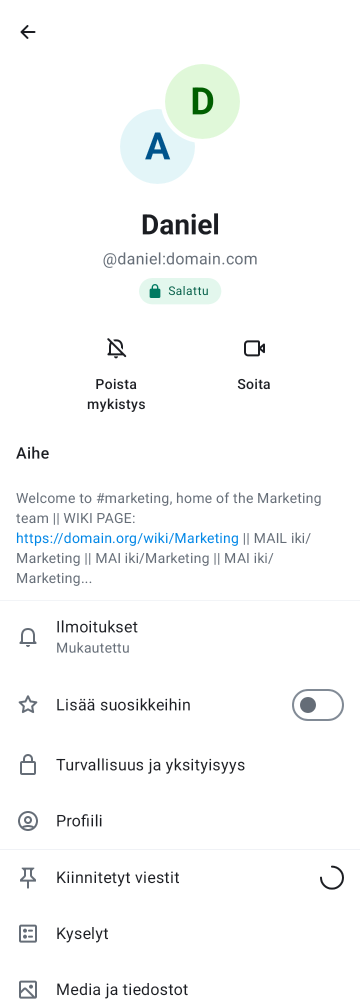 D
A
Daniel
@daniel:domain.com
Salattu
Poista
mykistys
Soita
Aihe
Welcome to #marketing, home of the Marketing
team || WIKI PAGE:
https://domain.org/wiki/Marketing || MAIL iki/
Marketing || MAI iki/Marketing || MAI iki/
Marketing...
Ilmoitukset
Mukautettu
Lisää suosikkeihin
Turvallisuus ja yksityisyys
Profiili
Kiinnitetyt viestit
Kyselyt
Media ja tiedostot